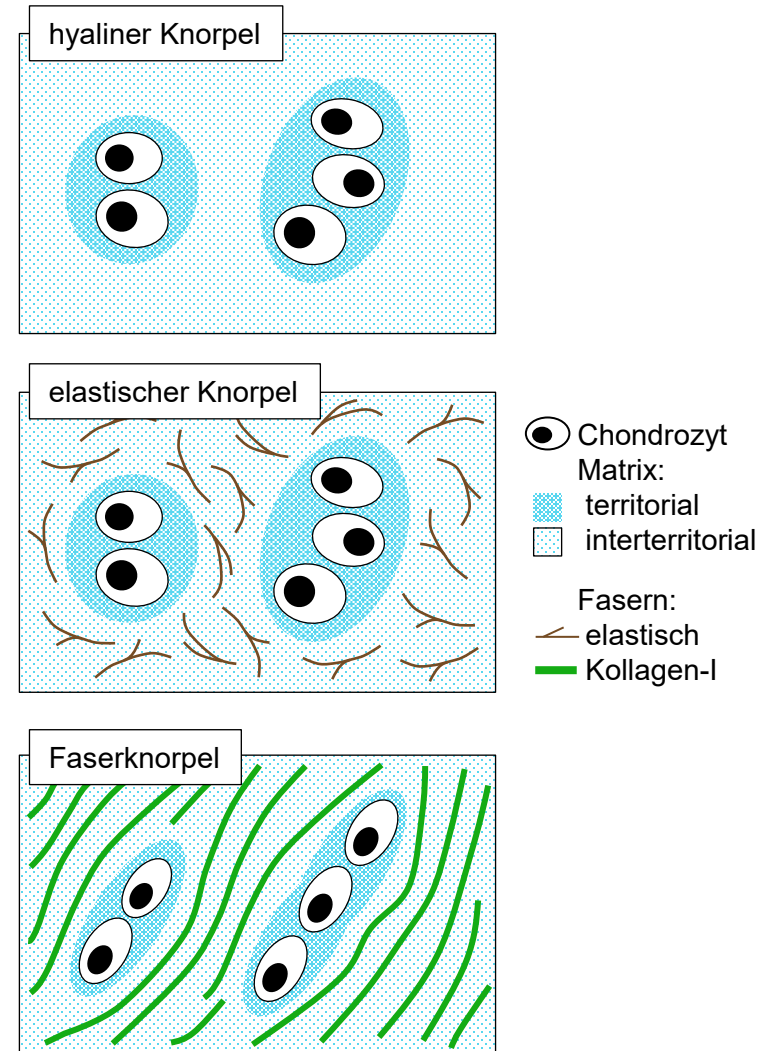 hyaliner Knorpel
elastischer Knorpel
Chondrozyt
Matrix:
territorial
interterritorial
Fasern:
elastisch
Kollagen-I
Faserknorpel